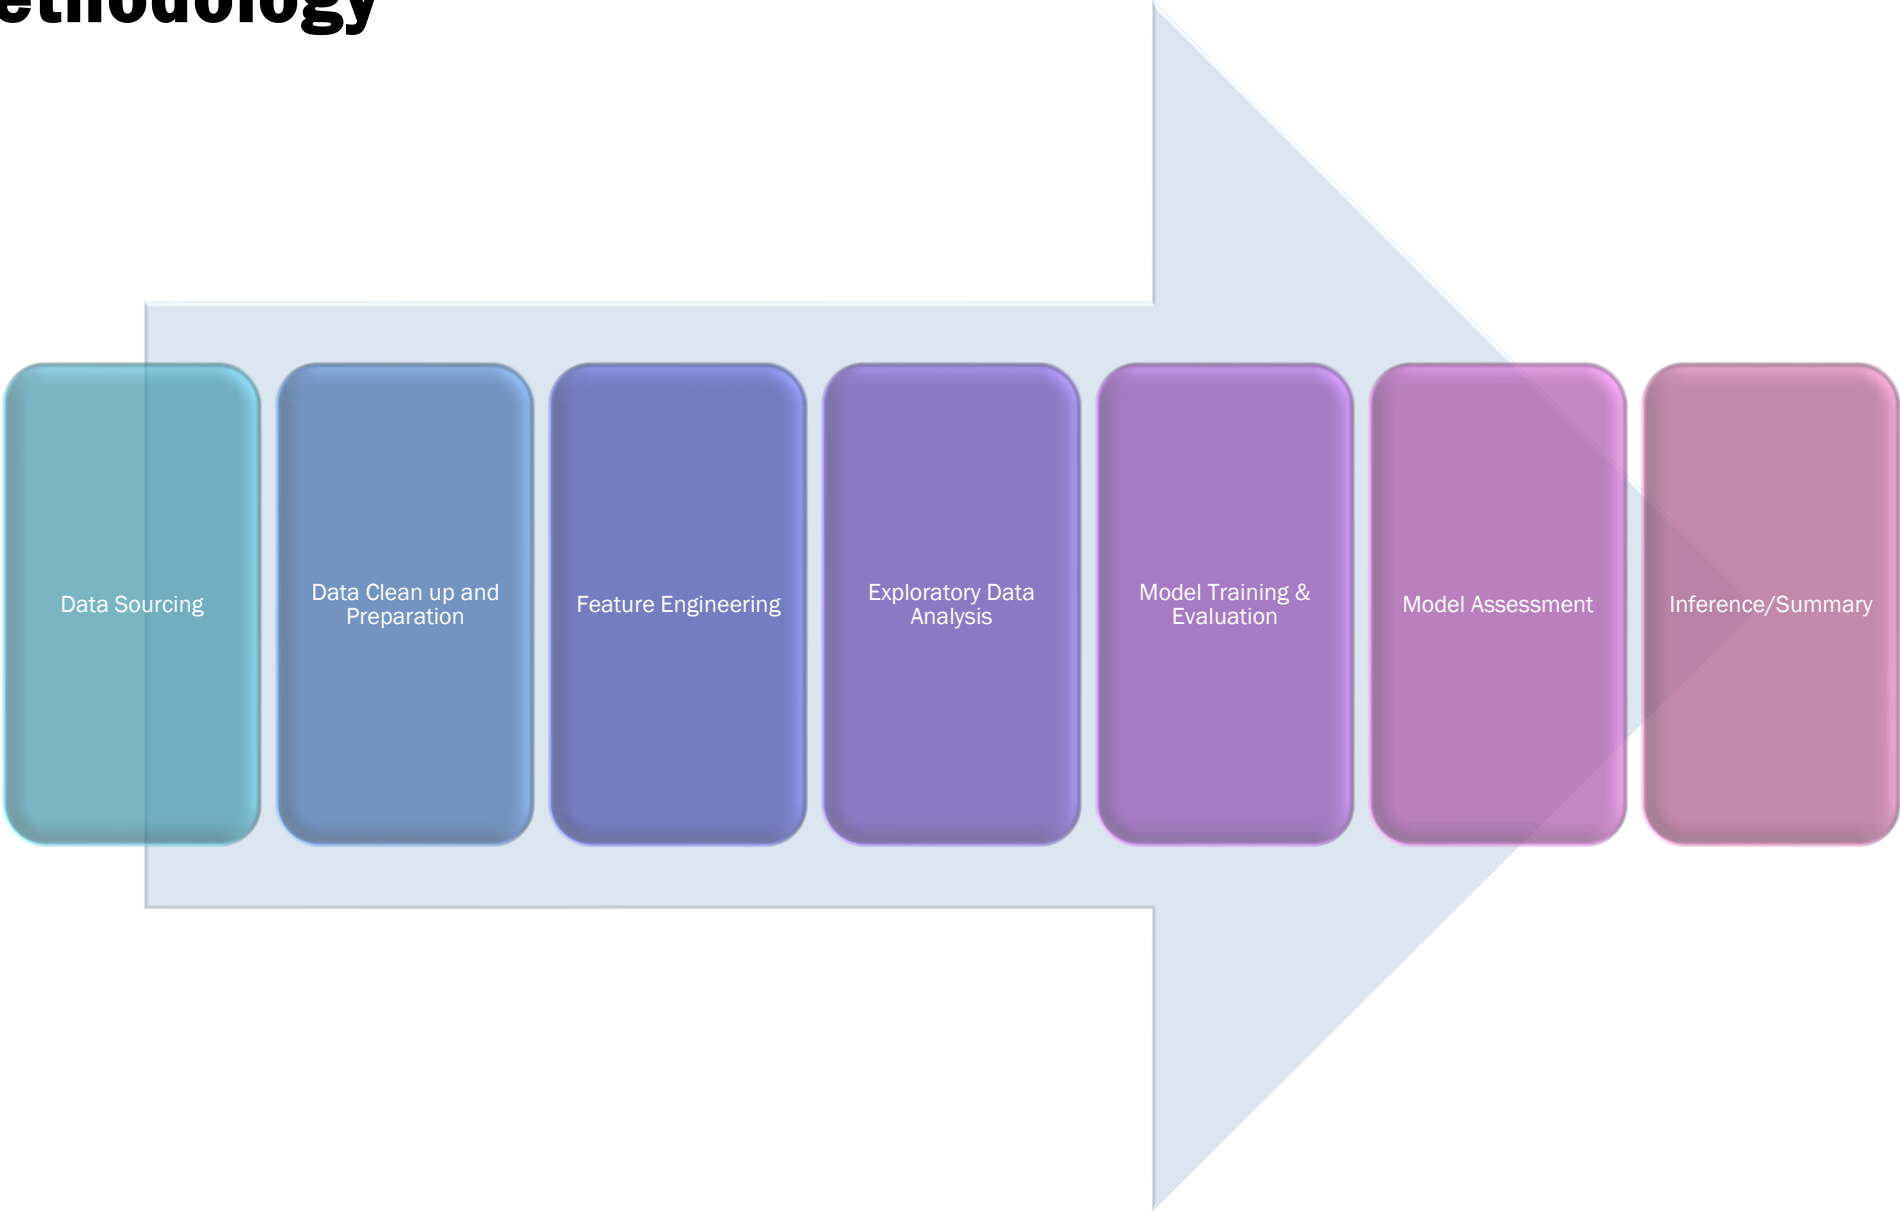 ethodology
Data Sourcing
Data Clean up and
Preparation
Feature Engineering
Exploratory Data
Analysis
Model Training &
Evaluation
Model Assessment
Inference/Summary